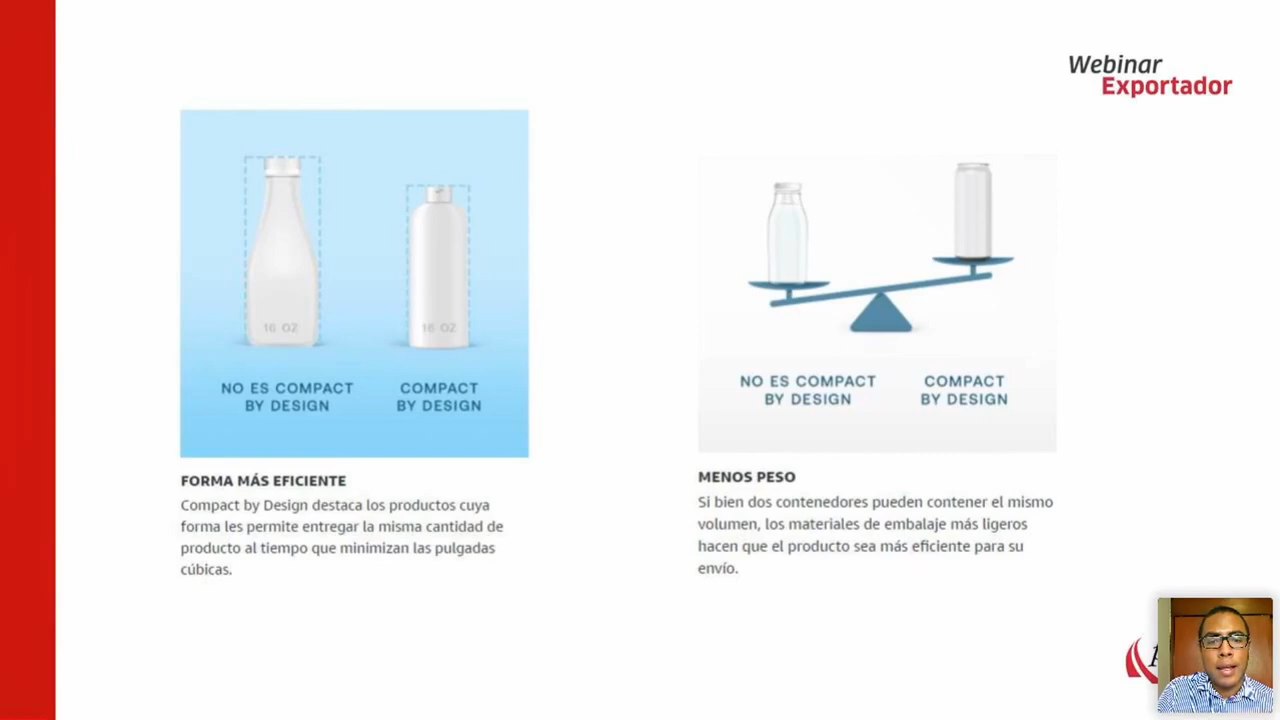 Webinar
Exportador
16 OZ
16 OZ
NO ES COMPACT
BY DESIGN
COMPACT
BY DESIGN
FORMA MÁS EFICIENTE
Compact by Design destaca los productos cuya
forma les permite entregar la misma cantidad de
producto al tiempo que minimizan las pulgadas
cúbicas.
NO ES COMPACT
BY DESIGN
COMPACT
BY DESIGN
MENOS PESO
Si bien dos contenedores pueden contener el mismo
volumen, los materiales de embalaje más ligeros
hacen que el producto sea más eficiente para su
envío.